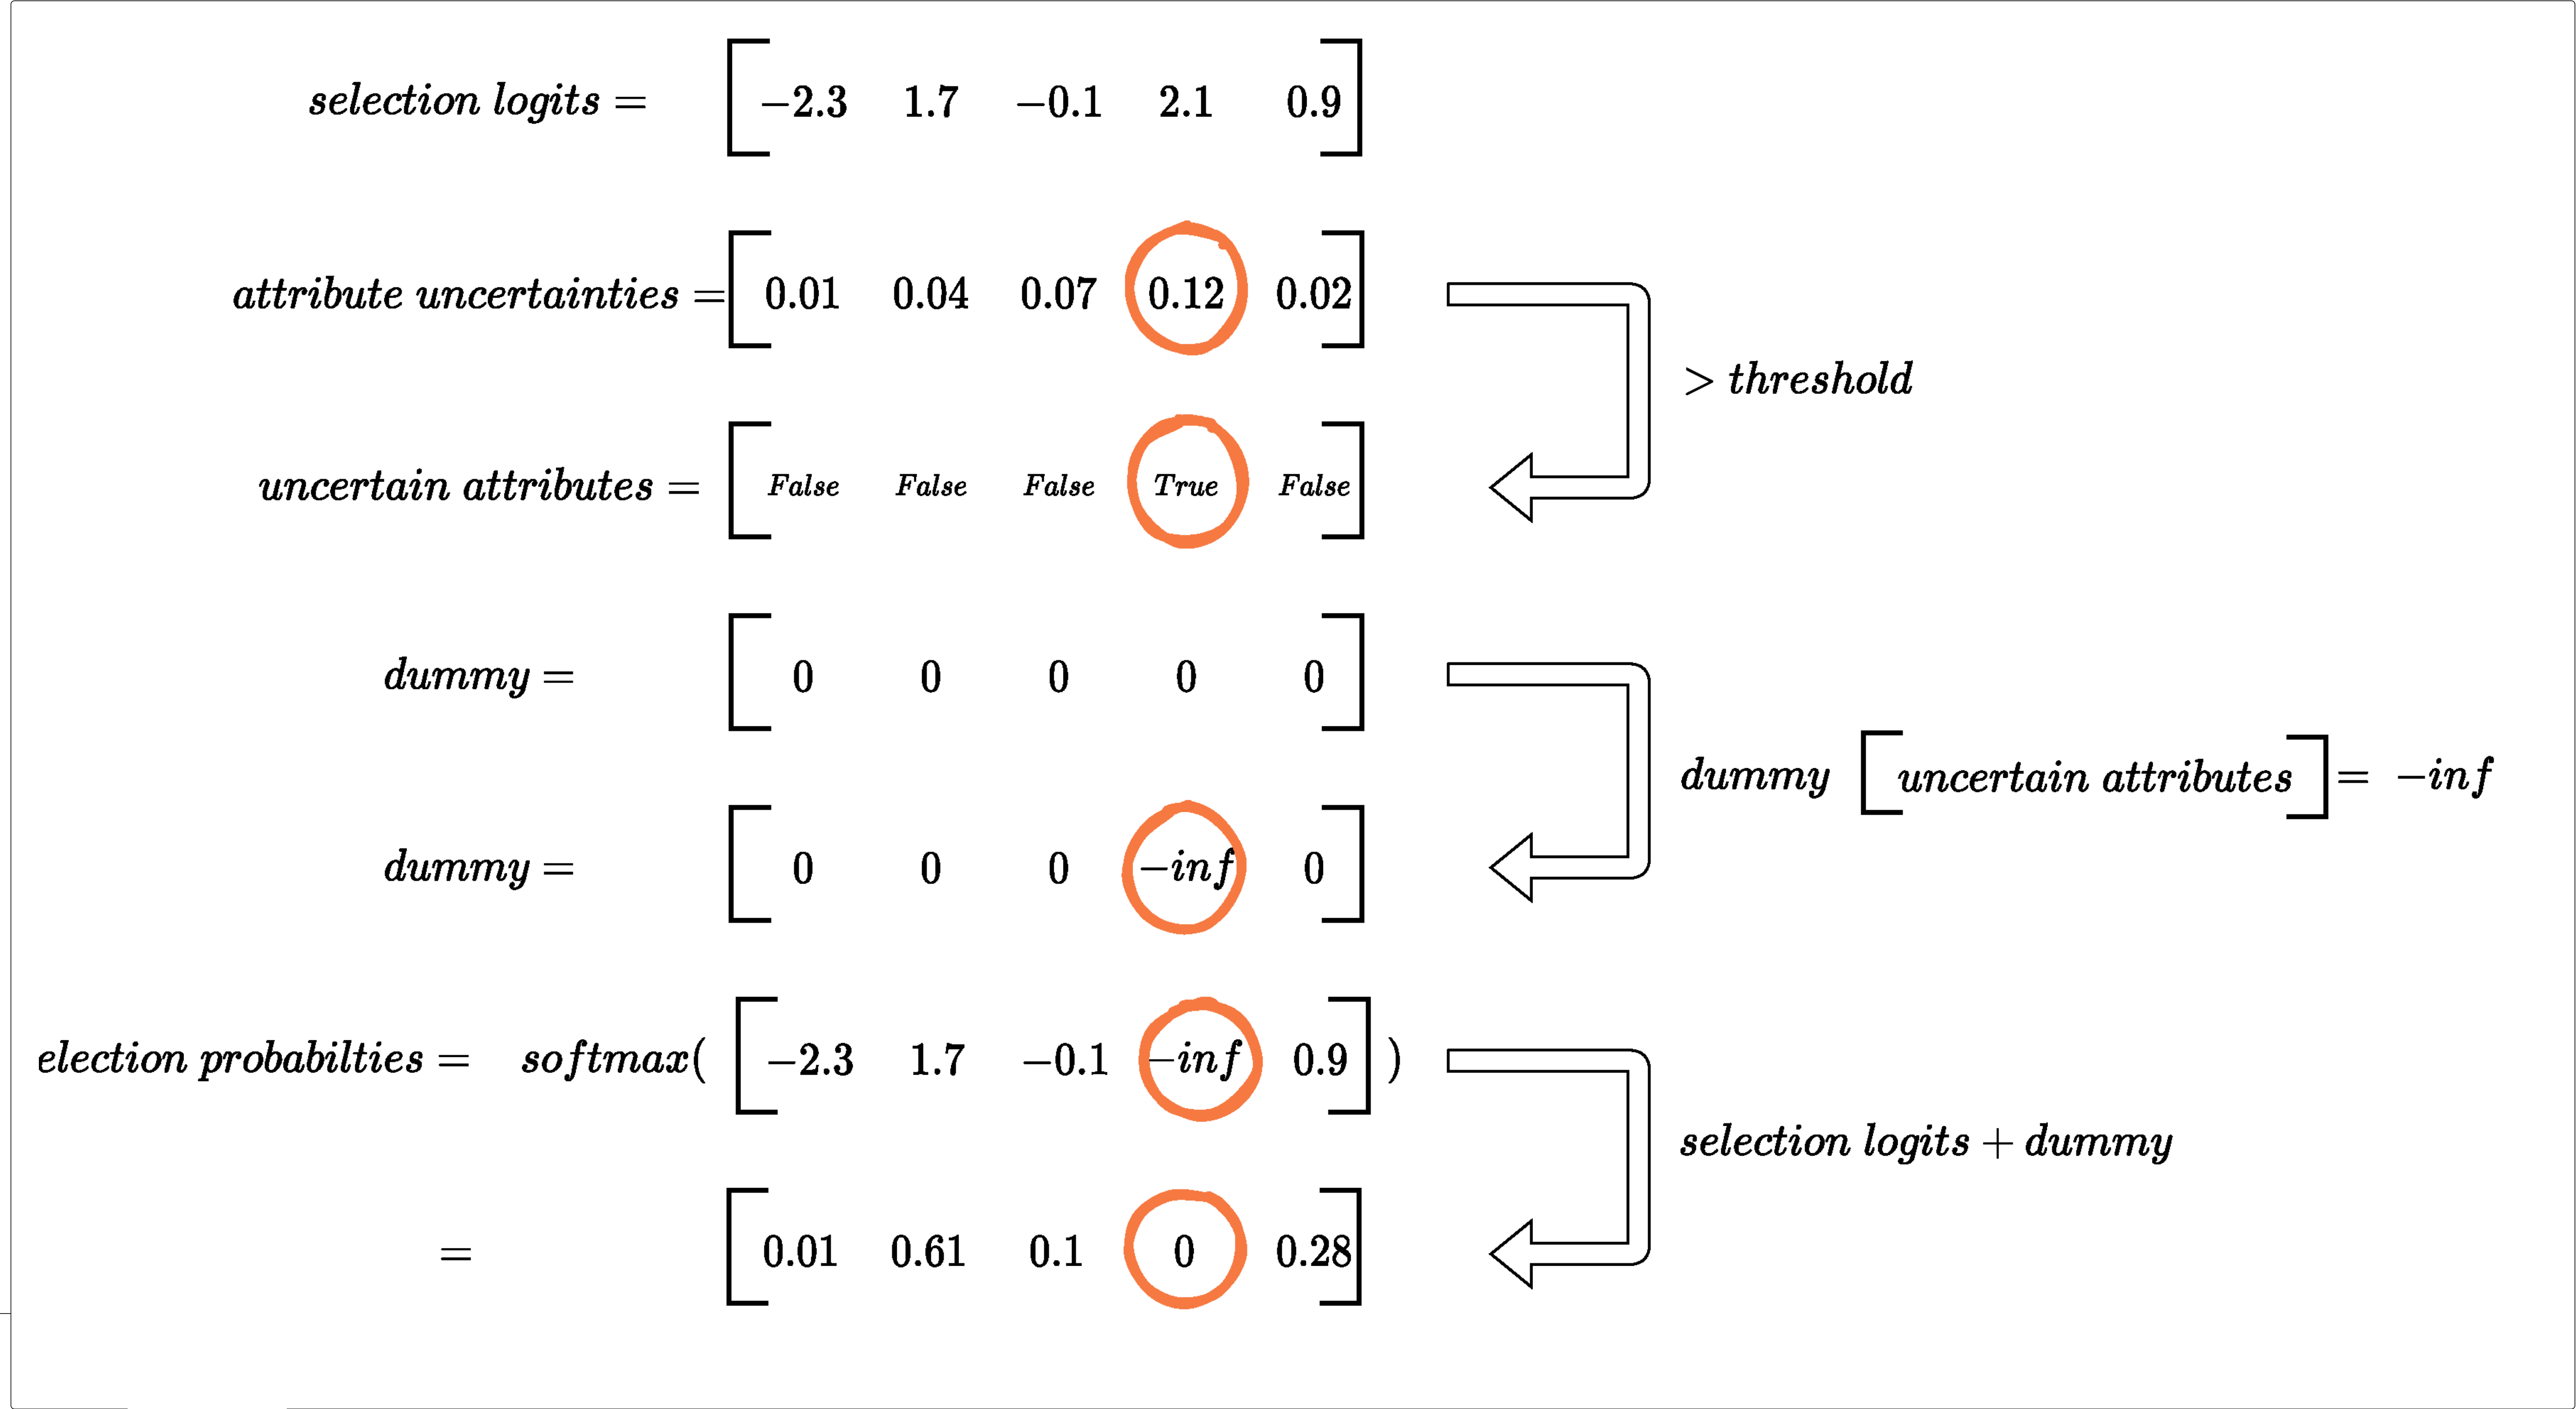 selection logits = [ −2.3 1.7 −0.1 2.1 0.9 ]
attribute uncertainties = [ 0.01 0.04 0.07 0.12 0.02 ]
> threshold
uncertain attributes = [ False False False True False ]
dummy = [ 0 0 0 0 0 ]
dummy [ uncertain attributes ] = −inf
dummy = [ 0 0 0 −inf 0 ]
election probabilties = softmax( [ −2.3 1.7 −0.1 −inf 0.9 ] )
selection logits + dummy
= [ 0.01 0.61 0.1 0 0.28 ]